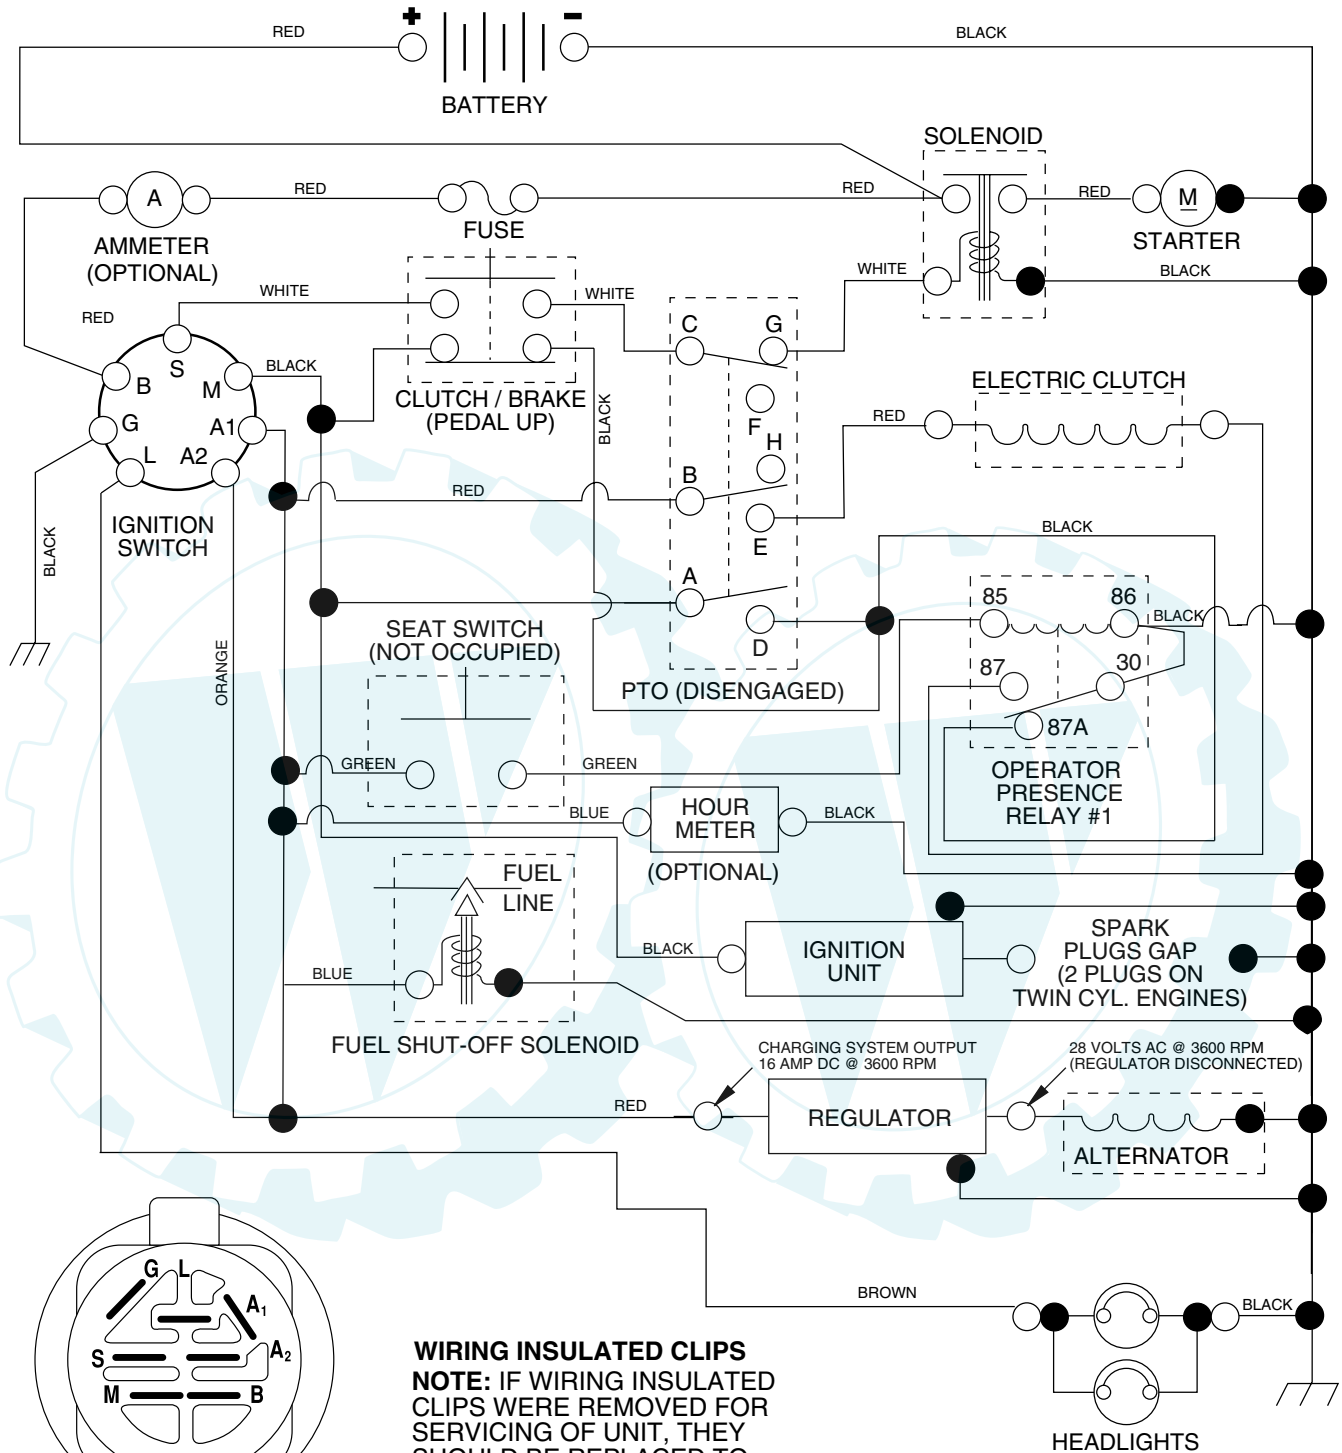 RED
+
-
BLACK
BATTERY
SOLENOID
A
RED
RED
RED
M
FUSE
STARTER
AMMETER
(OPTIONAL)
WHITE
BLACK
WHITE
WHITE
RED
S
B
M
BLACK
C
G
CLUTCH / BRAKE
(PEDAL UP)
BLACK
ELECTRIC CLUTCH
G
A1
F
RED
L
A2
H
B
RED
IGNITION
SWITCH
BLACK
E
BLACK
A
85
86
BLACK
SEAT SWITCH
(NOT OCCUPIED)
D
ORANGE
87
30
PTO (DISENGAGED)
87A
GREEN
GREEN
OPERATOR
PRESENCE
RELAY #1
BLUE
HOUR
METER
BLACK
(OPTIONAL)
FUEL
LINE
SPARK
PLUGS GAP
(2 PLUGS ON
TWIN CYL. ENGINES)
BLACK
IGNITION
UNIT
BLUE
FUEL SHUT-OFF SOLENOID
CHARGING SYSTEM OUTPUT
16 AMP DC @ 3600 RPM
28 VOLTS AC @ 3600 RPM
(REGULATOR DISCONNECTED)
RED
REGULATOR
ALTERNATOR
G
L
A1
S
A2
M
B
BROWN
BLACK
HEADLIGHTS
WIRING INSULATED CLIPS
NOTE: IF WIRING INSULATED
CLIPS WERE REMOVED FOR
SERVICING OF UNIT, THEY
SHOULD BE REPLACED TO